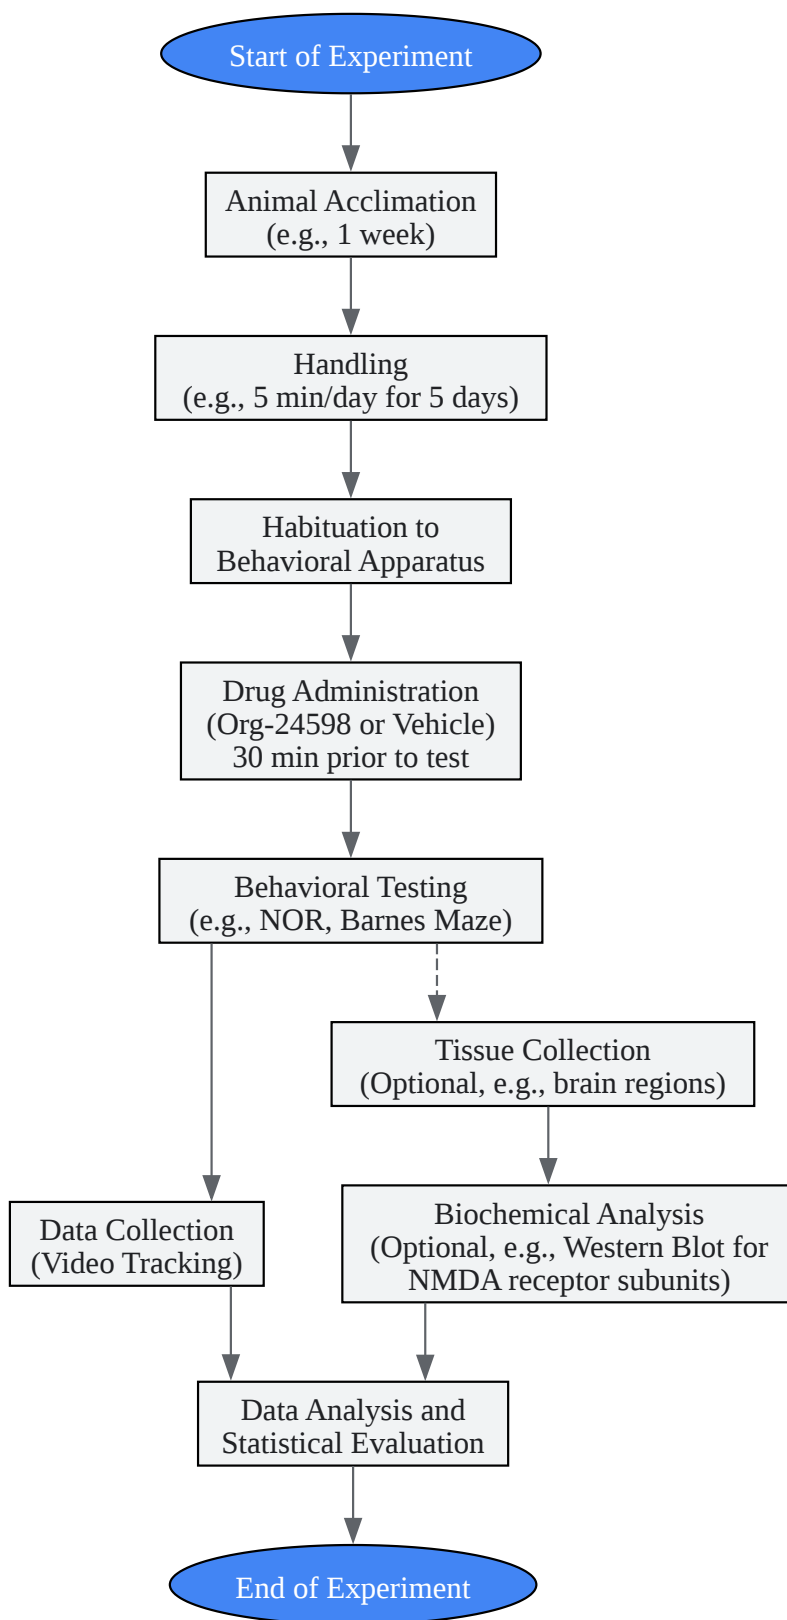 Start of Experiment
Animal Acclimation
(e.g., 1 week)
Handling
(e.g., 5 min/day for 5 days)
Habituation to
Behavioral Apparatus
Drug Administration
(Org-24598 or Vehicle)
30 min prior to test
Behavioral Testing
(e.g., NOR, Barnes Maze)
Tissue Collection
(Optional, e.g., brain regions)
Data Collection
(Video Tracking)
Biochemical Analysis
(Optional, e.g., Western Blot for
NMDA receptor subunits)
Data Analysis and
Statistical Evaluation
End of Experiment